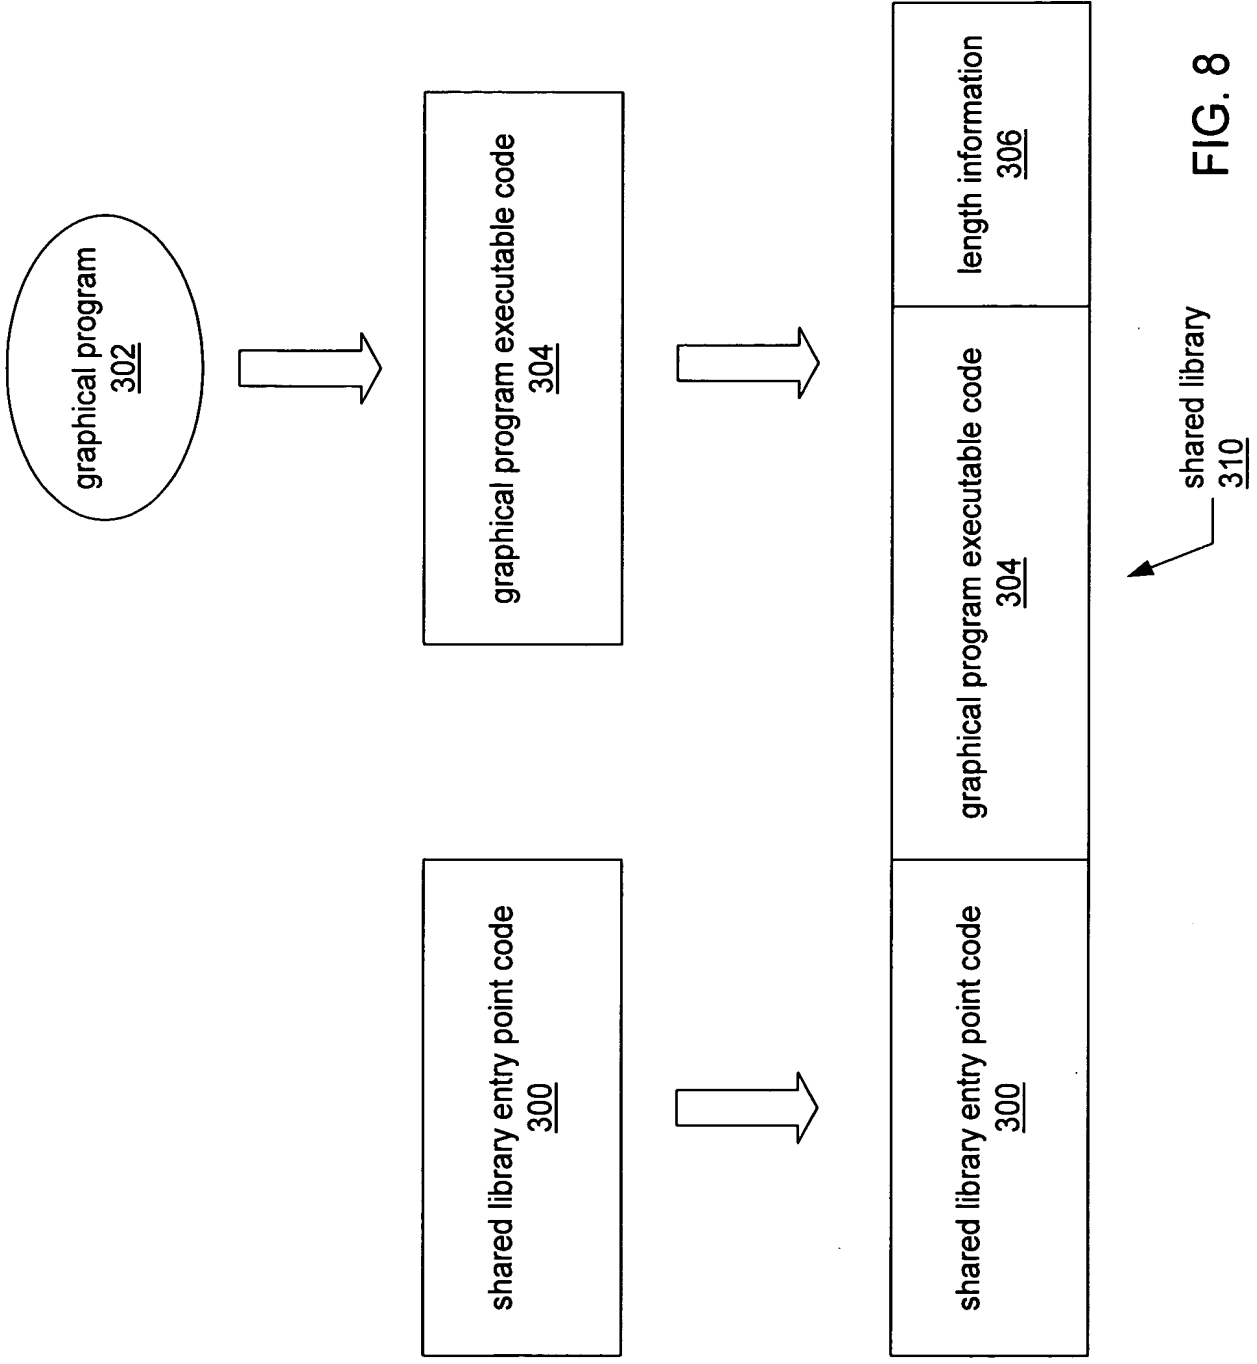 graphical program
302
shared library entry point code
300
graphical program executable code
304
shared library entry point code
300
graphical program executable code
304
length information
306
shared library
310
FIG. 8